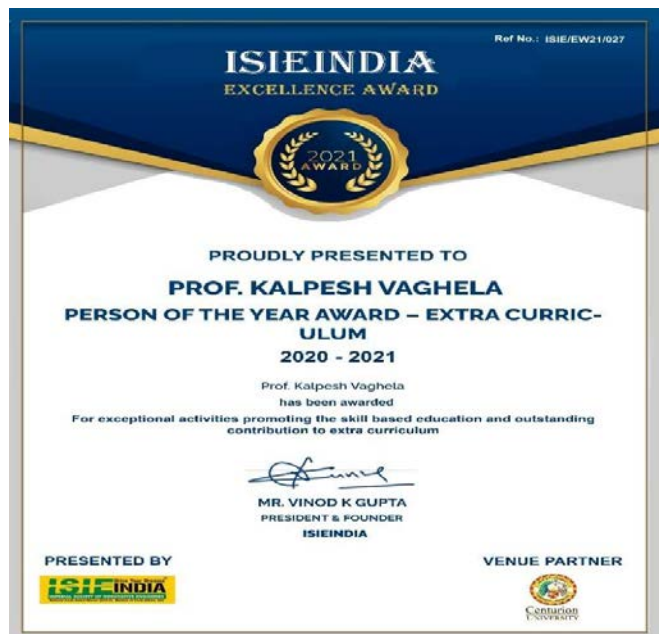 Ref No.: ISIE/EW21/027
ISIEINDIA
EXCELLENCE AWARD
2021
AWARD
PROUDLY PRESENTED TO
PROF. KALPESH VAGHELA
PERSON OF THE YEAR AWARD – EXTRA CURRIC-
ULUM
2020 - 2021
Prof. Kalpesh Vaghela
has been awarded
For exceptional activities promoting the skill based education and outstanding
contribution to extra curriculum
MR. VINOD K GUPTA
PRESIDENT & FOUNDER
ISIEINDIA
PRESENTED BY
VENUE PARTNER
ISIEINDIA
Centurion
UNIVERSITY